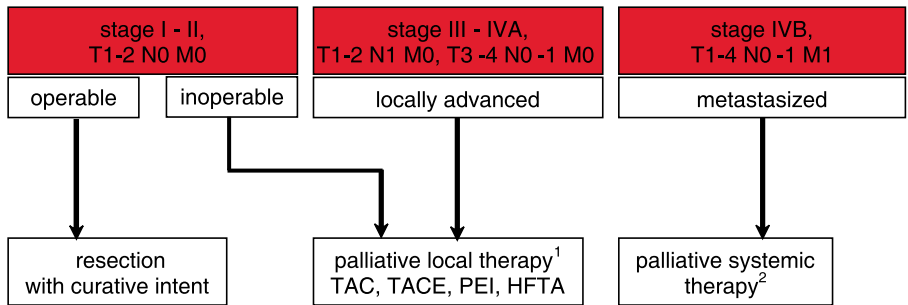 stage I - II,
T1-2 N0 M0
stage III - IVA,
T1-2 N1 M0, T3 -4 N0 -1 M0
stage IVB,
T1-4 N0 -1 M1
operable
inoperable
locally advanced
metastasized
resection
with curative intent
palliative local therapy¹
TAC, TACE, PEI, HFTA
palliative systemic
therapy²